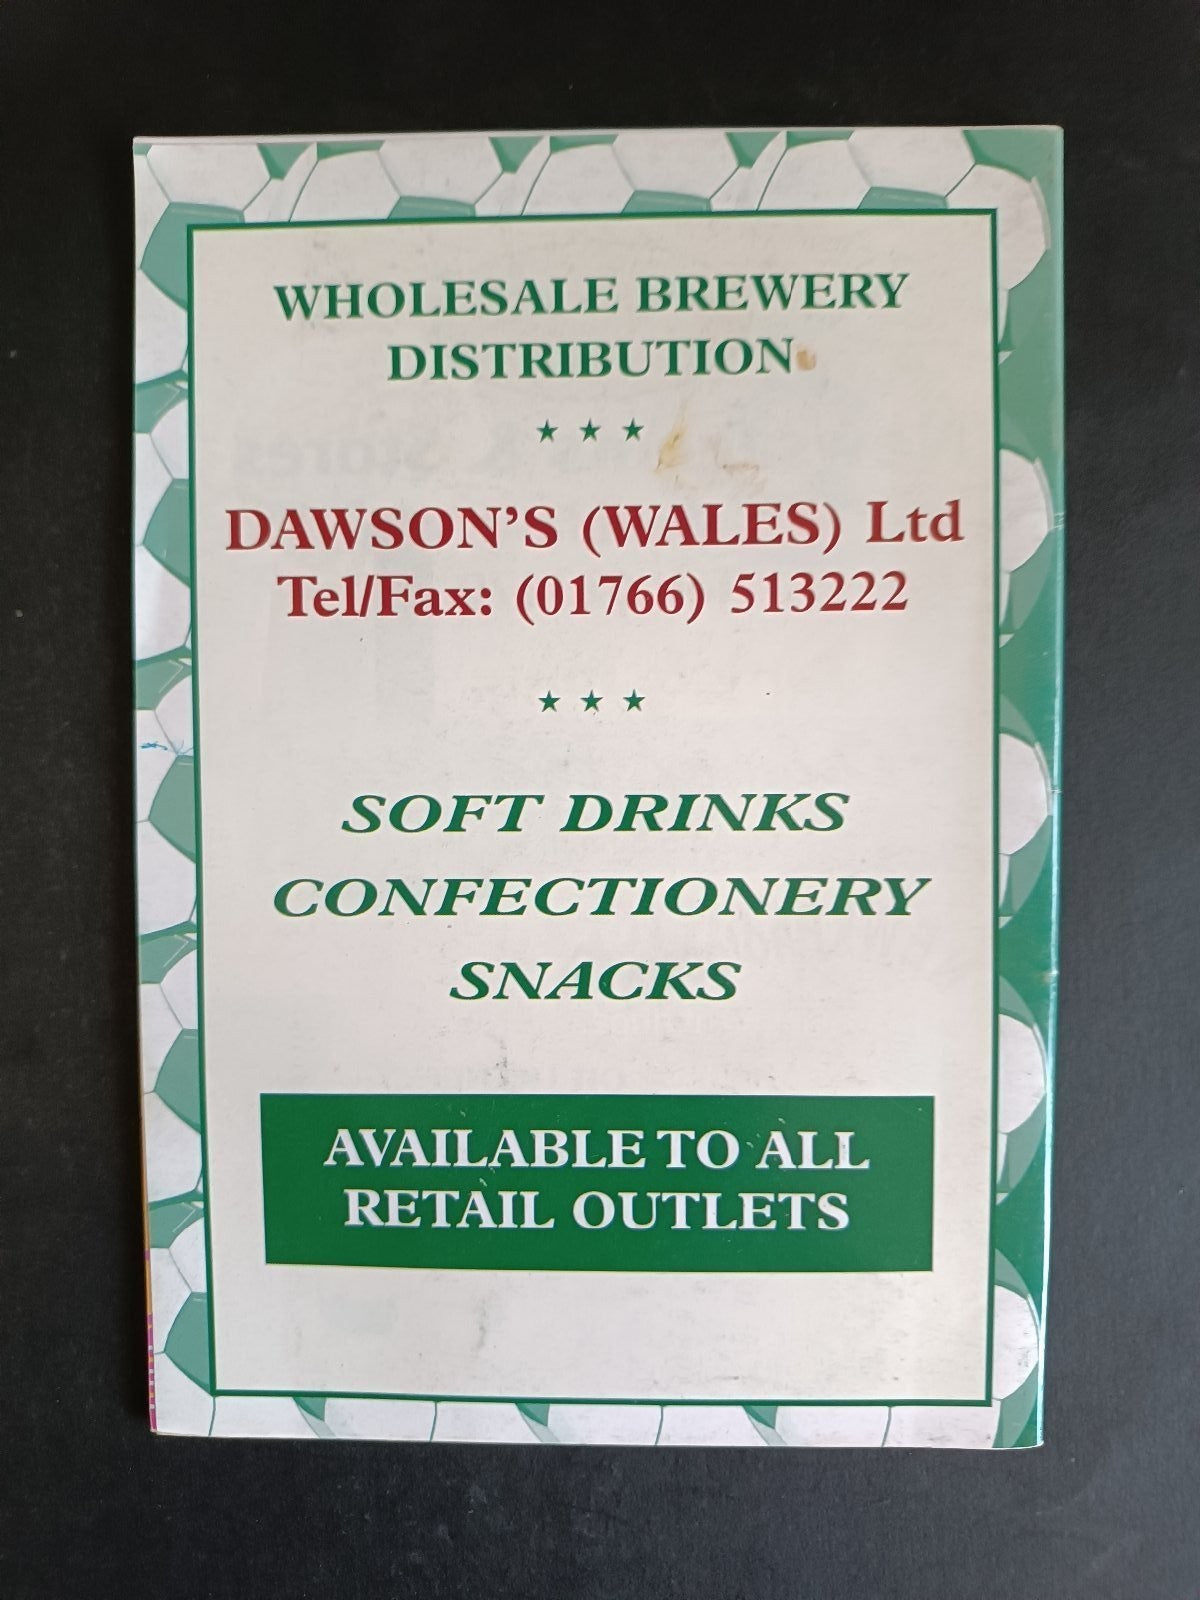 WHOLESALE BREWERY
DISTRIBUTION
★ ★ ★
DAWSON'S (WALES) Ltd
Tel/Fax: (01766) 513222
★ ★ ★
SOFT DRINKS
CONFECTIONERY
SNACKS
AVAILABLE TO ALL
RETAIL OUTLETS